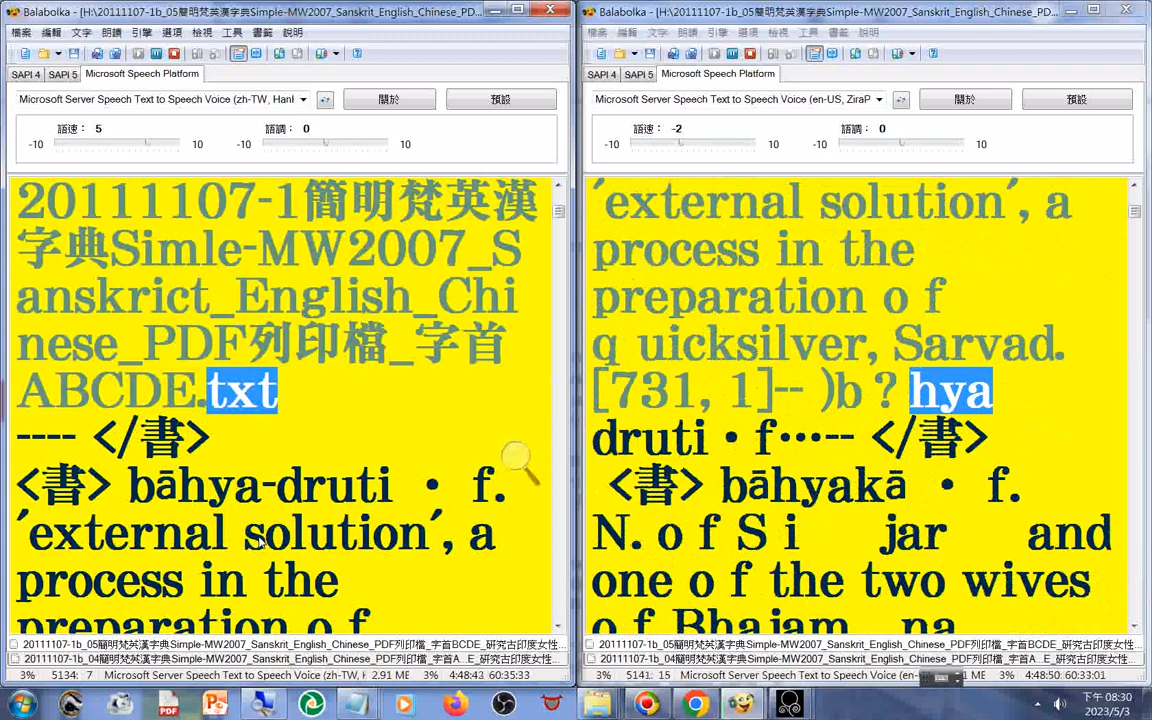 Balabolka - [H:\20111107-1b_05簡明梵英漢字典Simple-MW2007_Sanskrit_English_Chinese_PD...
檔案 編輯 文字 朗讀 引擎 選項 檢視 工具 書籤 說明
SAPI 4 SAPI 5 Microsoft Speech Platform
Microsoft Server Speech Text to Speech Voice (zh-TW, HanH 關於 預設
語速： 5 語調： 0
-10 10 -10 10
20111107-1簡明梵英漢
字典Simle-MW2007_S
anskrict_English_Chi
nese_PDF列印檔_字首
ABCDE.txt
---- </書>
<書> bāhya-druti • f.
'external solution', a
process in the
preparation o f
20111107-1b_05簡明梵英漢字典Simple-MW2007_Sanskrit_English_Chinese_PDF列印檔_字首BCDE_研究古印度女性...
20111107-1b_04簡明梵英漢字典Simple-MW2007_Sanskrit_English_Chinese_PDF列印檔_字首A...E_研究古印度女性...
3% 5134: 7 Microsoft Server Speech Text to Speech Voice (zh-TW, H 2.91 ME 3% 4:48:43 60:35:33
Balabolka - [H:\20111107-1b_05簡明梵英漢字典Simple-MW2007_Sanskrit_English_Chinese_PD...
檔案 編輯 文字 朗讀 引擎 選項 檢視 工具 書籤 說明
SAPI 4 SAPI 5 Microsoft Speech Platform
Microsoft Server Speech Text to Speech Voice (en-US, ZiraP 關於 預設
語速： -2 語調： 0
-10 10 -10 10
'external solution', a
process in the
preparation o f
q uicksilver, Sarvad.
[731, 1]-- )b ? hya
druti • f…-- </書>
<書> bāhyakā • f.
N. o f S i jar and
one o f the two wives
o f Bhajam na
20111107-1b_05簡明梵英漢字典Simple-MW2007_Sanskrit_English_Chinese_PDF列印檔_字首BCDE_研究古印度女性...
20111107-1b_04簡明梵英漢字典Simple-MW2007_Sanskrit_English_Chinese_PDF列印檔_字首A...E_研究古印度女性...
3% 5141: 15 Microsoft Server Speech Text to Speech Voice (en-US 3% 4:48:50 60:33:01
下午 08:30
2023/5/3